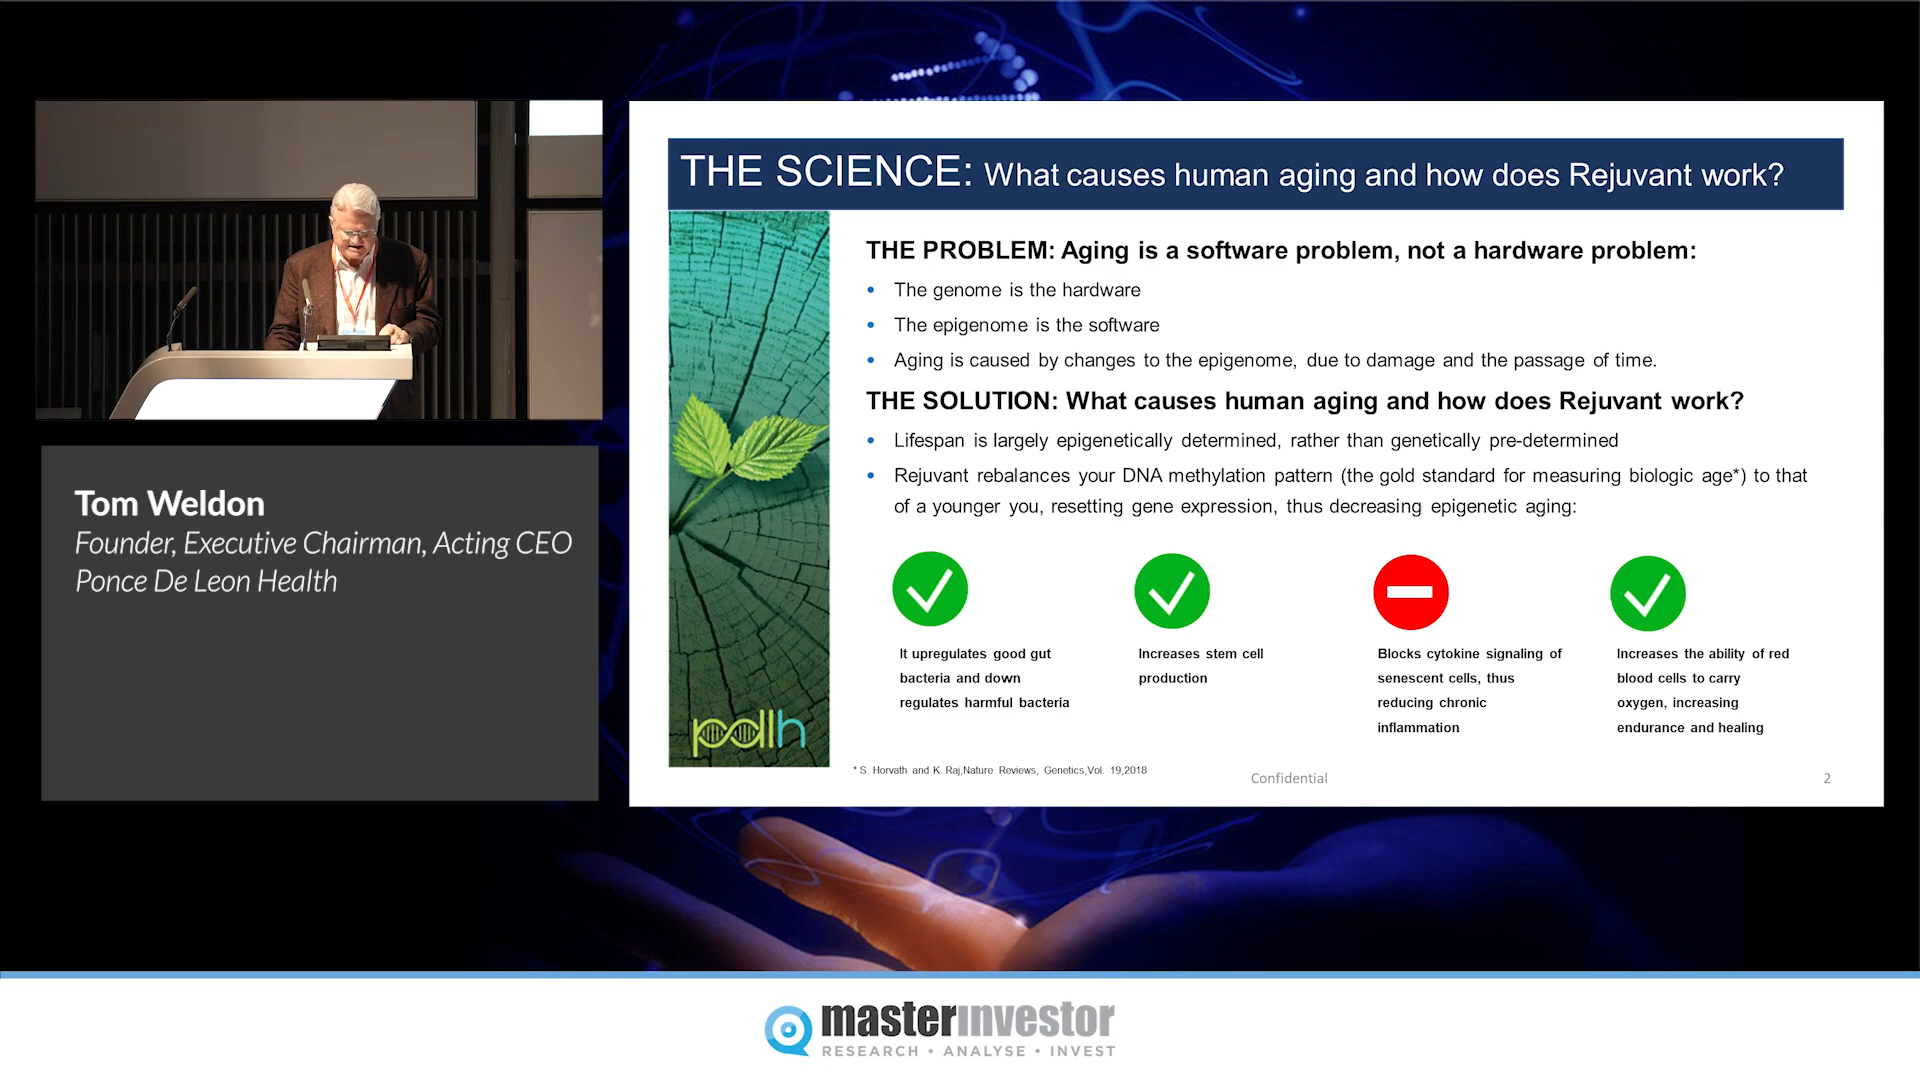 THE SCIENCE: What causes human aging and how does Rejuvant work?
THE PROBLEM: Aging is a software problem, not a hardware problem:
• The genome is the hardware
• The epigenome is the software
• Aging is caused by changes to the epigenome, due to damage and the passage of time.
THE SOLUTION: What causes human aging and how does Rejuvant work?
• Lifespan is largely epigenetically determined, rather than genetically pre-determined
• Rejuvant rebalances your DNA methylation pattern (the gold standard for measuring biologic age*) to that
of a younger you, resetting gene expression, thus decreasing epigenetic aging:
It upregulates good gut
bacteria and down
regulates harmful bacteria
Increases stem cell
production
Blocks cytokine signaling of
senescent cells, thus
reducing chronic
inflammation
Increases the ability of red
blood cells to carry
oxygen, increasing
endurance and healing
pdlh
* S. Horvath and K. Raj,Nature Reviews, Genetics,Vol. 19,2018
Confidential
2
Tom Weldon
Founder, Executive Chairman, Acting CEO
Ponce De Leon Health
masterinvestor
RESEARCH • ANALYSE • INVEST